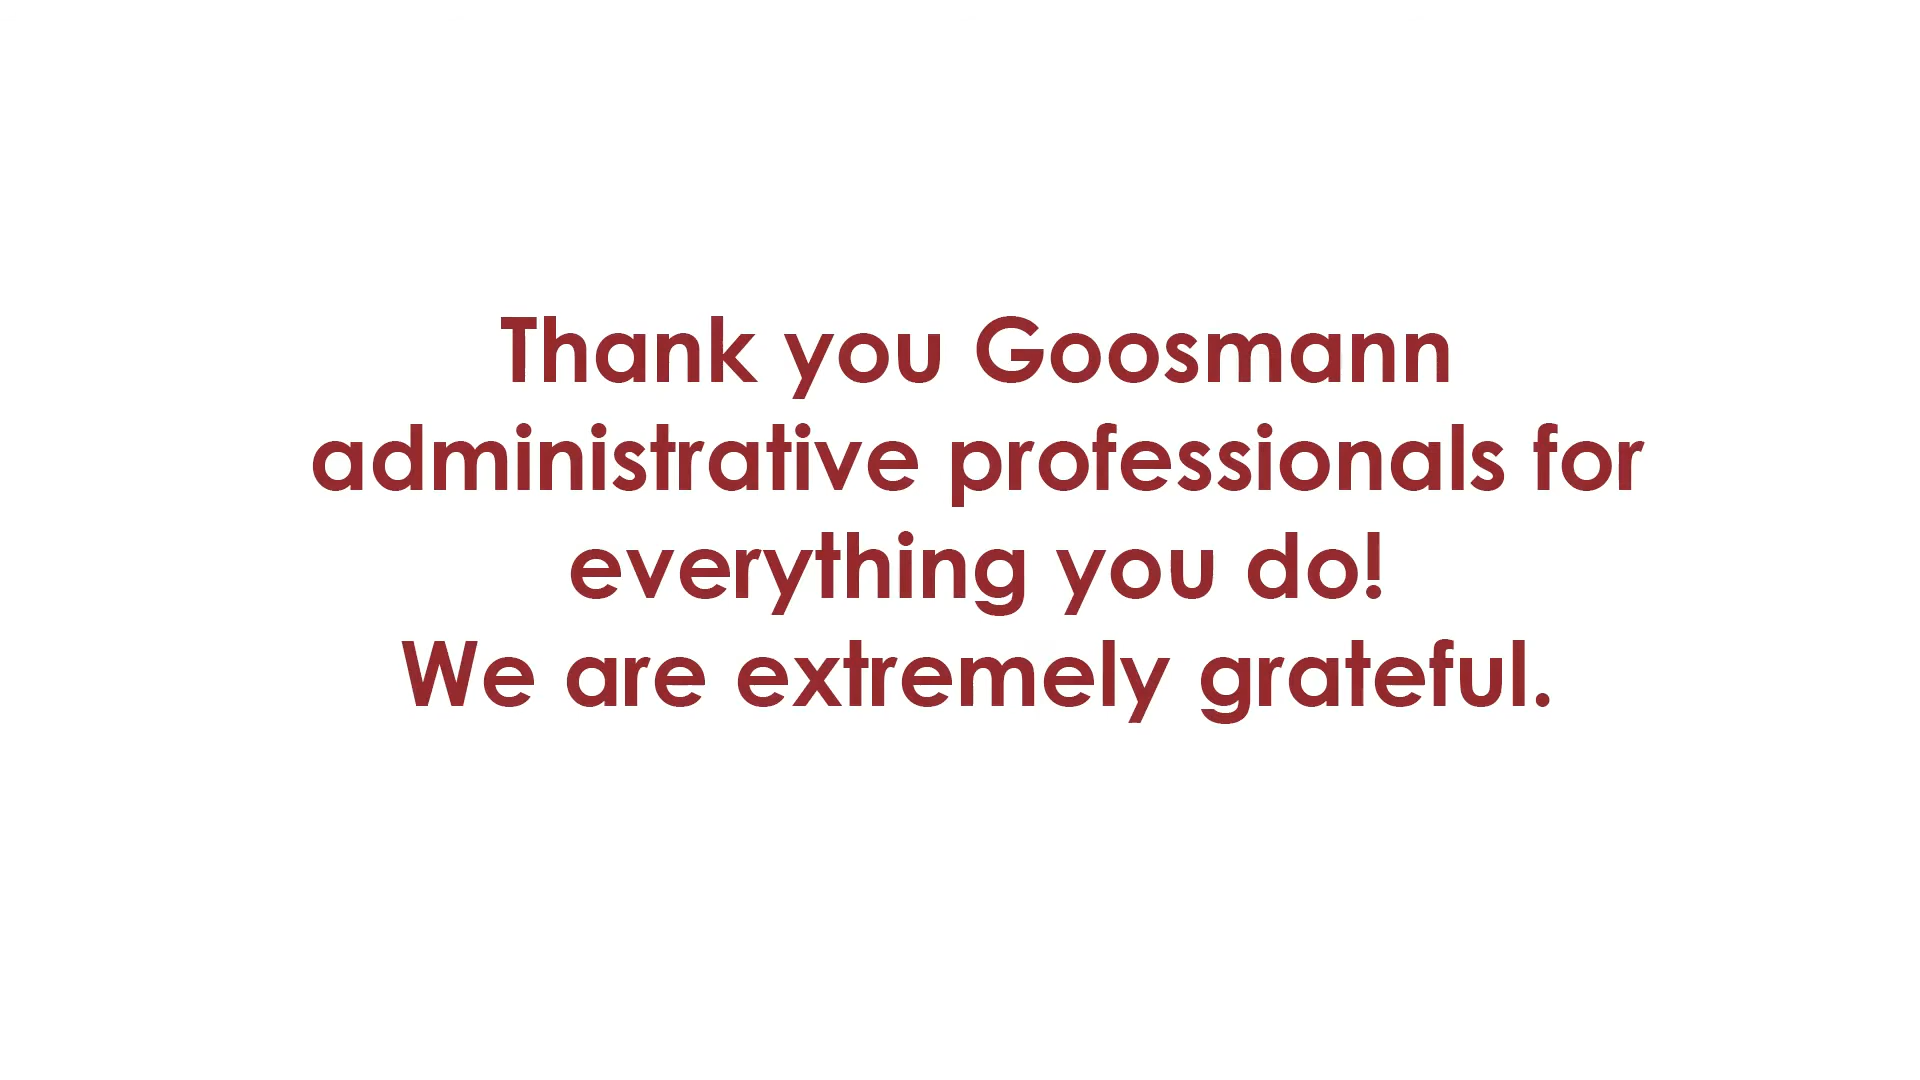 Thank you Goosmann
administrative professionals for
everything you do!
We are extremely grateful.